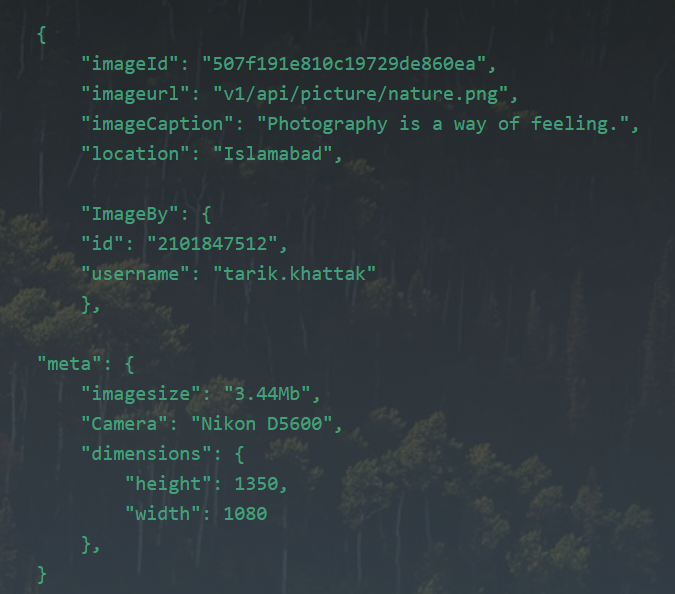 {
"imageId": "507f191e810c19729de860ea",
"imageurl": "v1/api/picture/nature.png",
"imageCaption": "Photography is a way of feeling.",
"location": "Islamabad",
"ImageBy": {
"id": "2101847512",
"username": "tarik.khattak"
},
"meta": {
"imagesize": "3.44Mb",
"Camera": "Nikon D5600",
"dimensions": {
"height": 1350,
"width": 1080
},
}